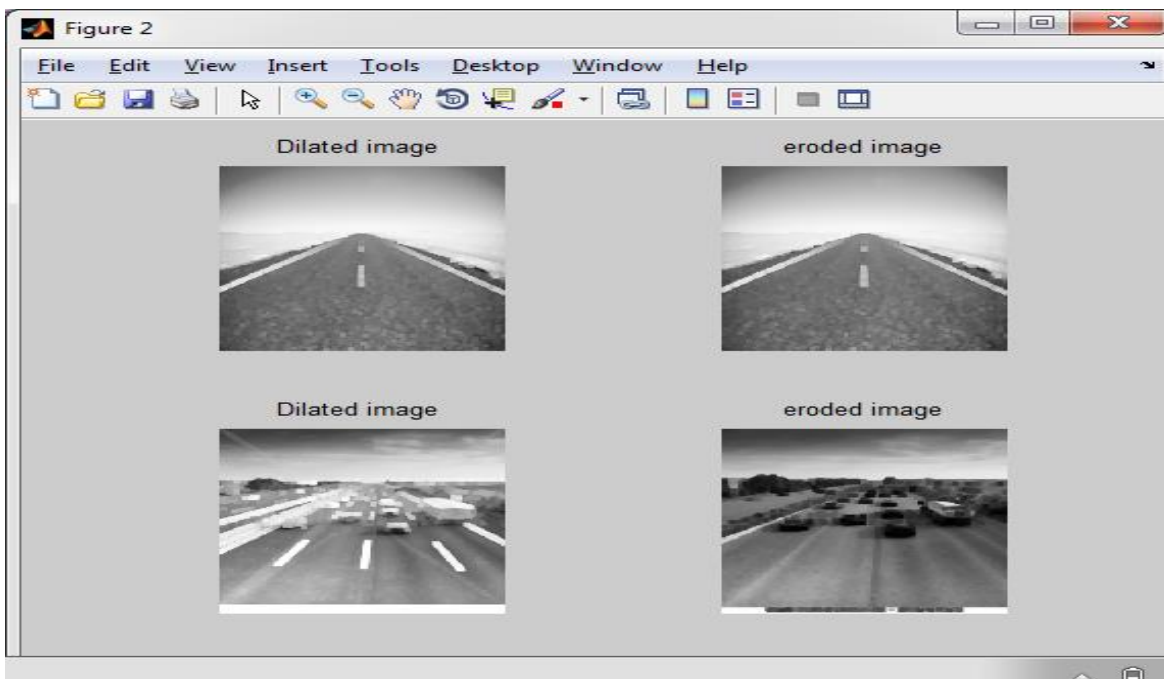 Figure 2
File Edit View Insert Tools Desktop Window Help
Dilated image eroded image
Dilated image eroded image